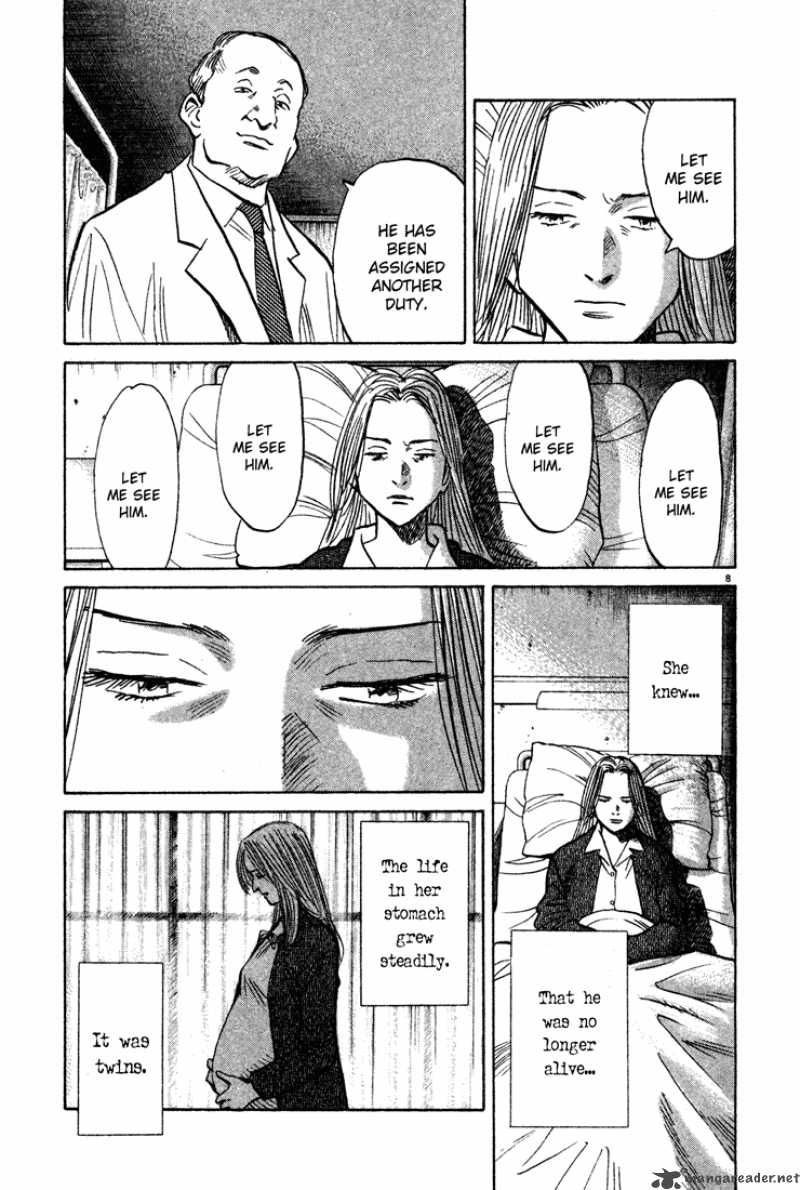 LET
ME SEE
HIM.
HE HAS
BEEN
ASSIGNED
ANOTHER
DUTY.
LET
ME SEE
HIM.
LET
ME SEE
HIM.
LET
ME SEE
HIM.
LET
ME SEE
HIM.
8
She
knew...
That he
was no
longer
alive...
The life
in her
stomach
grew
steadily.
It was
twins.
mangareader.net